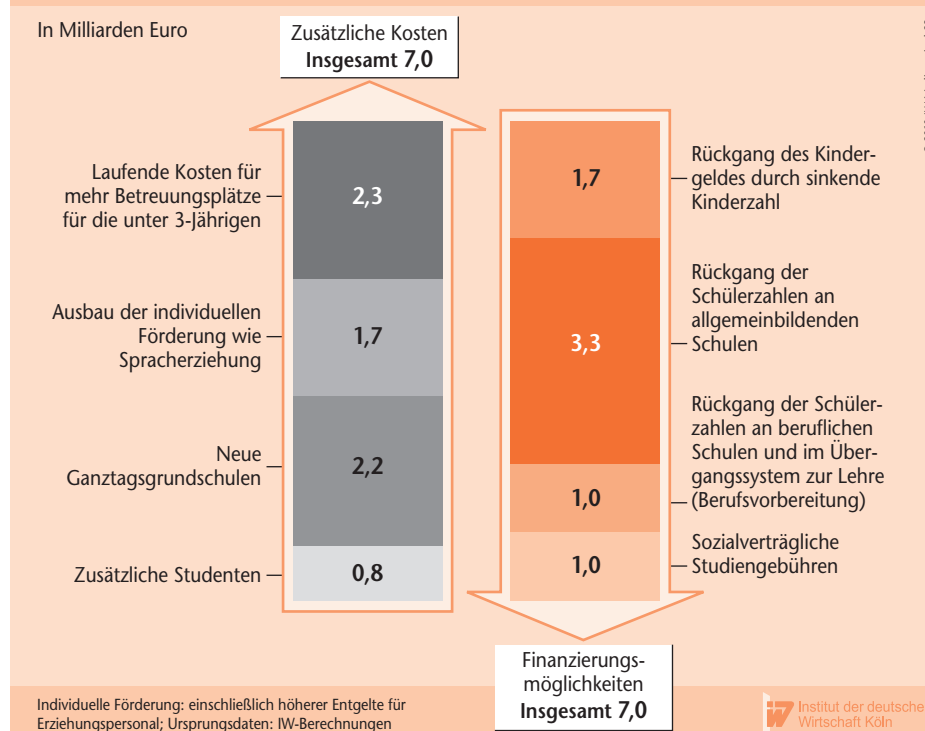 In Milliarden Euro
Zusätzliche Kosten
Insgesamt 7,0
Laufende Kosten für
mehr Betreuungsplätze
für die unter 3-Jährigen
2,3
Ausbau der individuellen
Förderung wie
Spracherziehung
1,7
Neue
Ganztagsgrundschulen
2,2
Zusätzliche Studenten
0,8
1,7
Rückgang des Kinder-
geldes durch sinkende
Kinderzahl
3,3
Rückgang der
Schülerzahlen an
allgemeinbildenden
Schulen
1,0
Rückgang der Schüler-
zahlen an beruflichen
Schulen und im Über-
gangssystem zur Lehre
(Berufsvorbereitung)
1,0
Sozialverträgliche
Studiengebühren
Finanzierungs-
möglichkeiten
Insgesamt 7,0
Individuelle Förderung: einschließlich höherer Entgelte für
Erziehungspersonal; Ursprungsdaten: IW-Berechnungen
iw Institut der deutschen
Wirtschaft Köln